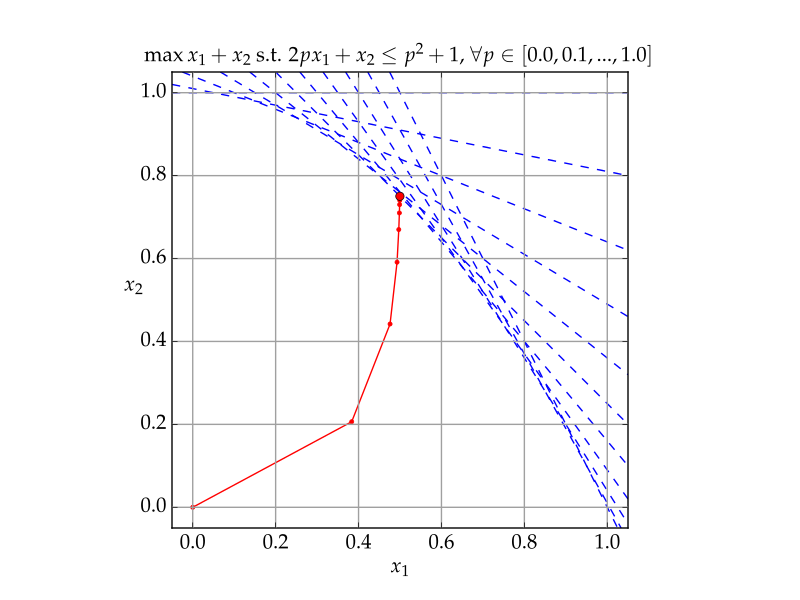 max x₁ + x₂ s.t. 2px₁ + x₂ ≤ p² + 1, ∀p ∈ [0.0, 0.1, ..., 1.0]
1.0
0.8
0.6
x₂
0.4
0.2
0.0
0.0 0.2 0.4 0.6 0.8 1.0
x₁